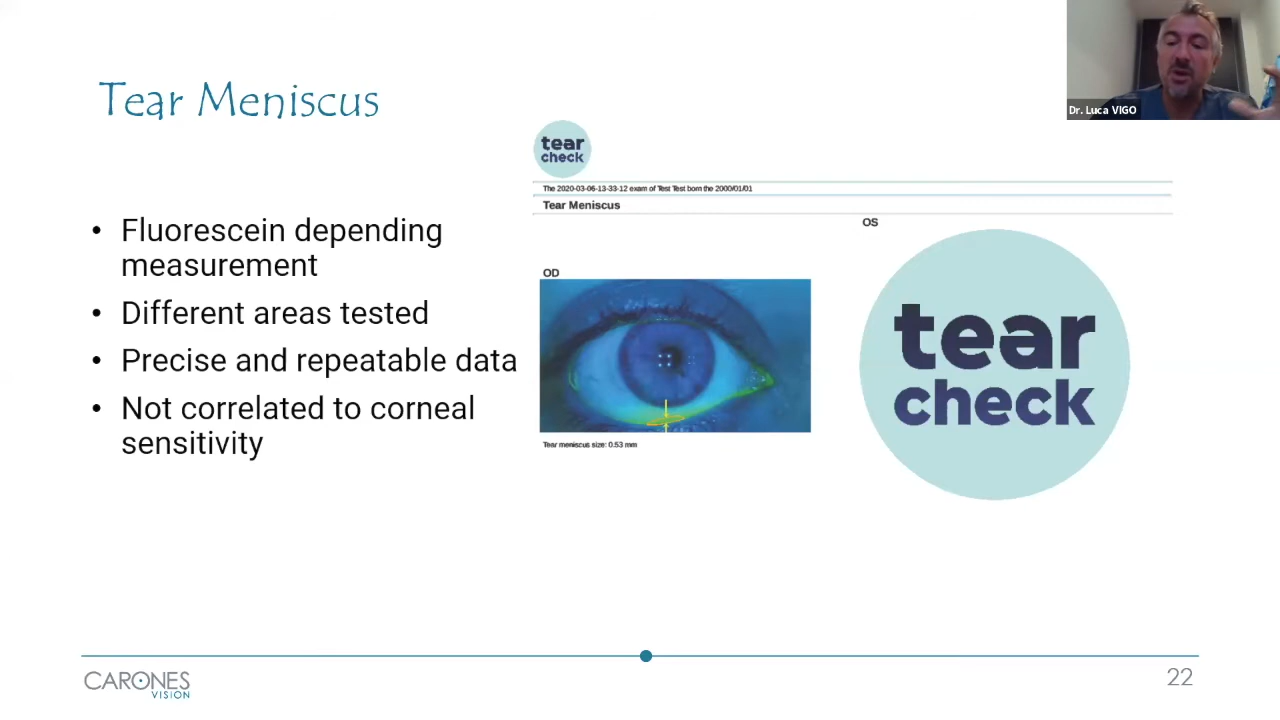 Tear Meniscus
Dr. Luca VIGO
tear
check
The 2020-03-06-13-33-12 exam of Test Test born the 2000/01/01
Tear Meniscus
• Fluorescein depending
measurement
• Different areas tested
• Precise and repeatable data
• Not correlated to corneal
sensitivity
OD
Tear meniscus size: 0.53 mm
OS
tear
check
CARONES
VISION
22